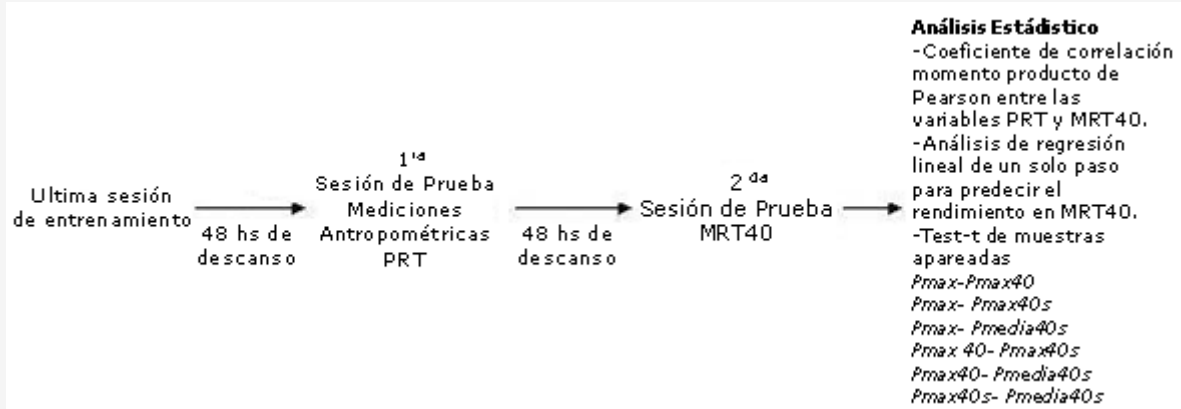 Ultima sesión
de entrenamiento
48 hs de
descanso
1ra
Sesión de Prueba
Mediciones
Antropométricas
PRT
48 hs de
descanso
2da
Sesión de Prueba
MRT40
Análisis Estádistico
-Coeficiente de correlación
momento producto de
Pearson entre las
variables PRT y MRT40.
-Análisis de regresión
lineal de un solo paso
para predecir el
rendimiento en MRT40.
-Test-t de muestras
apareadas
Pmax-Pmax40
Pmax- Pmax40s
Pmax- Pmedia40s
Pmax 40- Pmax40s
Pmax40- Pmedia40s
Pmax40s- Pmedia40s